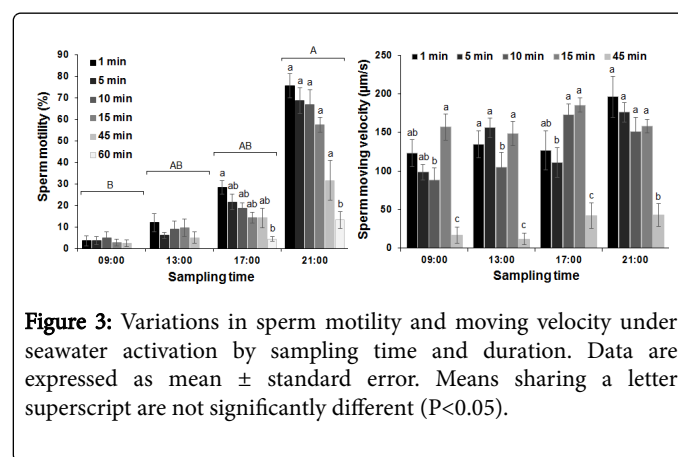 1 min
5 min
10 min
15 min
45 min
60 min
Sperm motility (%)
90
80
70
60
50
40
30
20
10
0
B
AB
AB
A
a
ab
ab
ab
ab
b
a
a
a
a
a
b
09:00 13:00 17:00 21:00
Sampling time
1 min 5 min 10 min 15 min 45 min
Sperm moving velocity (µm/s)
250
200
150
100
50
0
ab
ab
b
a
c
a
a
b
a
c
ab
b
a
a
c
a
a
a
a
b
09:00 13:00 17:00 21:00
Sampling time
Figure 3: Variations in sperm motility and moving velocity under
seawater activation by sampling time and duration. Data are
expressed as mean ± standard error. Means sharing a letter
superscript are not significantly different (P<0.05).